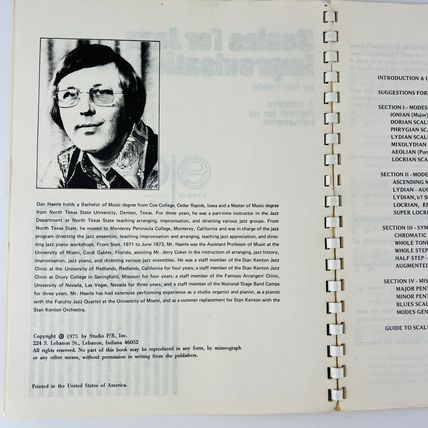 Dan Haerle holds a Bachelor of Music degree from Coe College, Cedar Rapids, Iowa and a Master of Music degree
from North Texas State University, Denton, Texas. For three years, he was a part-time instructor in the Jazz
Department at North Texas State teaching arranging, improvisation, and directing various jazz groups. From
North Texas State, he moved to Monterey Peninsula College, Monterey, California and was in charge of the jazz
program directing the jazz ensemble, teaching improvisation and arranging, teaching jazz appreciation, and direc-
ting jazz piano workshops. From Sept. 1971 to June 1973, Mr. Haerle was the Assistant Professor of Music at the
University of Miami, Coral Gables, Florida, assisting Mr. Jerry Coker in the instruction of arranging, jazz history,
improvisation, jazz piano, and directing various jazz ensembles. He was a staff member of the Stan Kenton Jazz
Clinic at the University of Redlands, Redlands, California for four years; was a staff member of the Stan Kenton Jazz
Clinic at Drury College in Springfield, Missouri for four years; a staff member of the Famous Arrangers' Clinic,
University of Nevada, Las Vegas, Nevada for three years; and a staff member of the National Stage Band Camps
for three years. Mr. Haerle has had extensive performing experience as a studio organist and pianist, as a pianist
with the Faculty Jazz Quartet at the University of Miami, and as a summer replacement for Stan Kenton with the
Stan Kenton Orchestra.
Copyright © 1975 by Studio P/R, Inc.
224 S. Lebanon St., Lebanon, Indiana 46052
All rights reserved. No part of this book may be reproduced in any form, by mimeograph
or any other means, without permission in writing from the publishers.
Printed in the United States of America.
INTRODUCTION &
SUGGESTIONS FOR
SECTION I - MODES
IONIAN (Major)
DORIAN SCAL
PHRYGIAN SCA
LYDIAN SCAL
MIXOLYDIAN
AEOLIAN (Pur
LOCRIAN SCA
SECTION II - MODE
ASCENDING M
LYDIAN - AUG
LYDIAN, b7 SC
LOCRIAN, #2
SUPER LOCRI
SECTION III - SYM
CHROMATIC
WHOLE TON
WHOLE STEP
HALF STEP -
AUGMENTED
SECTION IV - MIS
MAJOR PENT
MINOR PENT
BLUES SCAL
MODES GEN
GUIDE TO SCALE